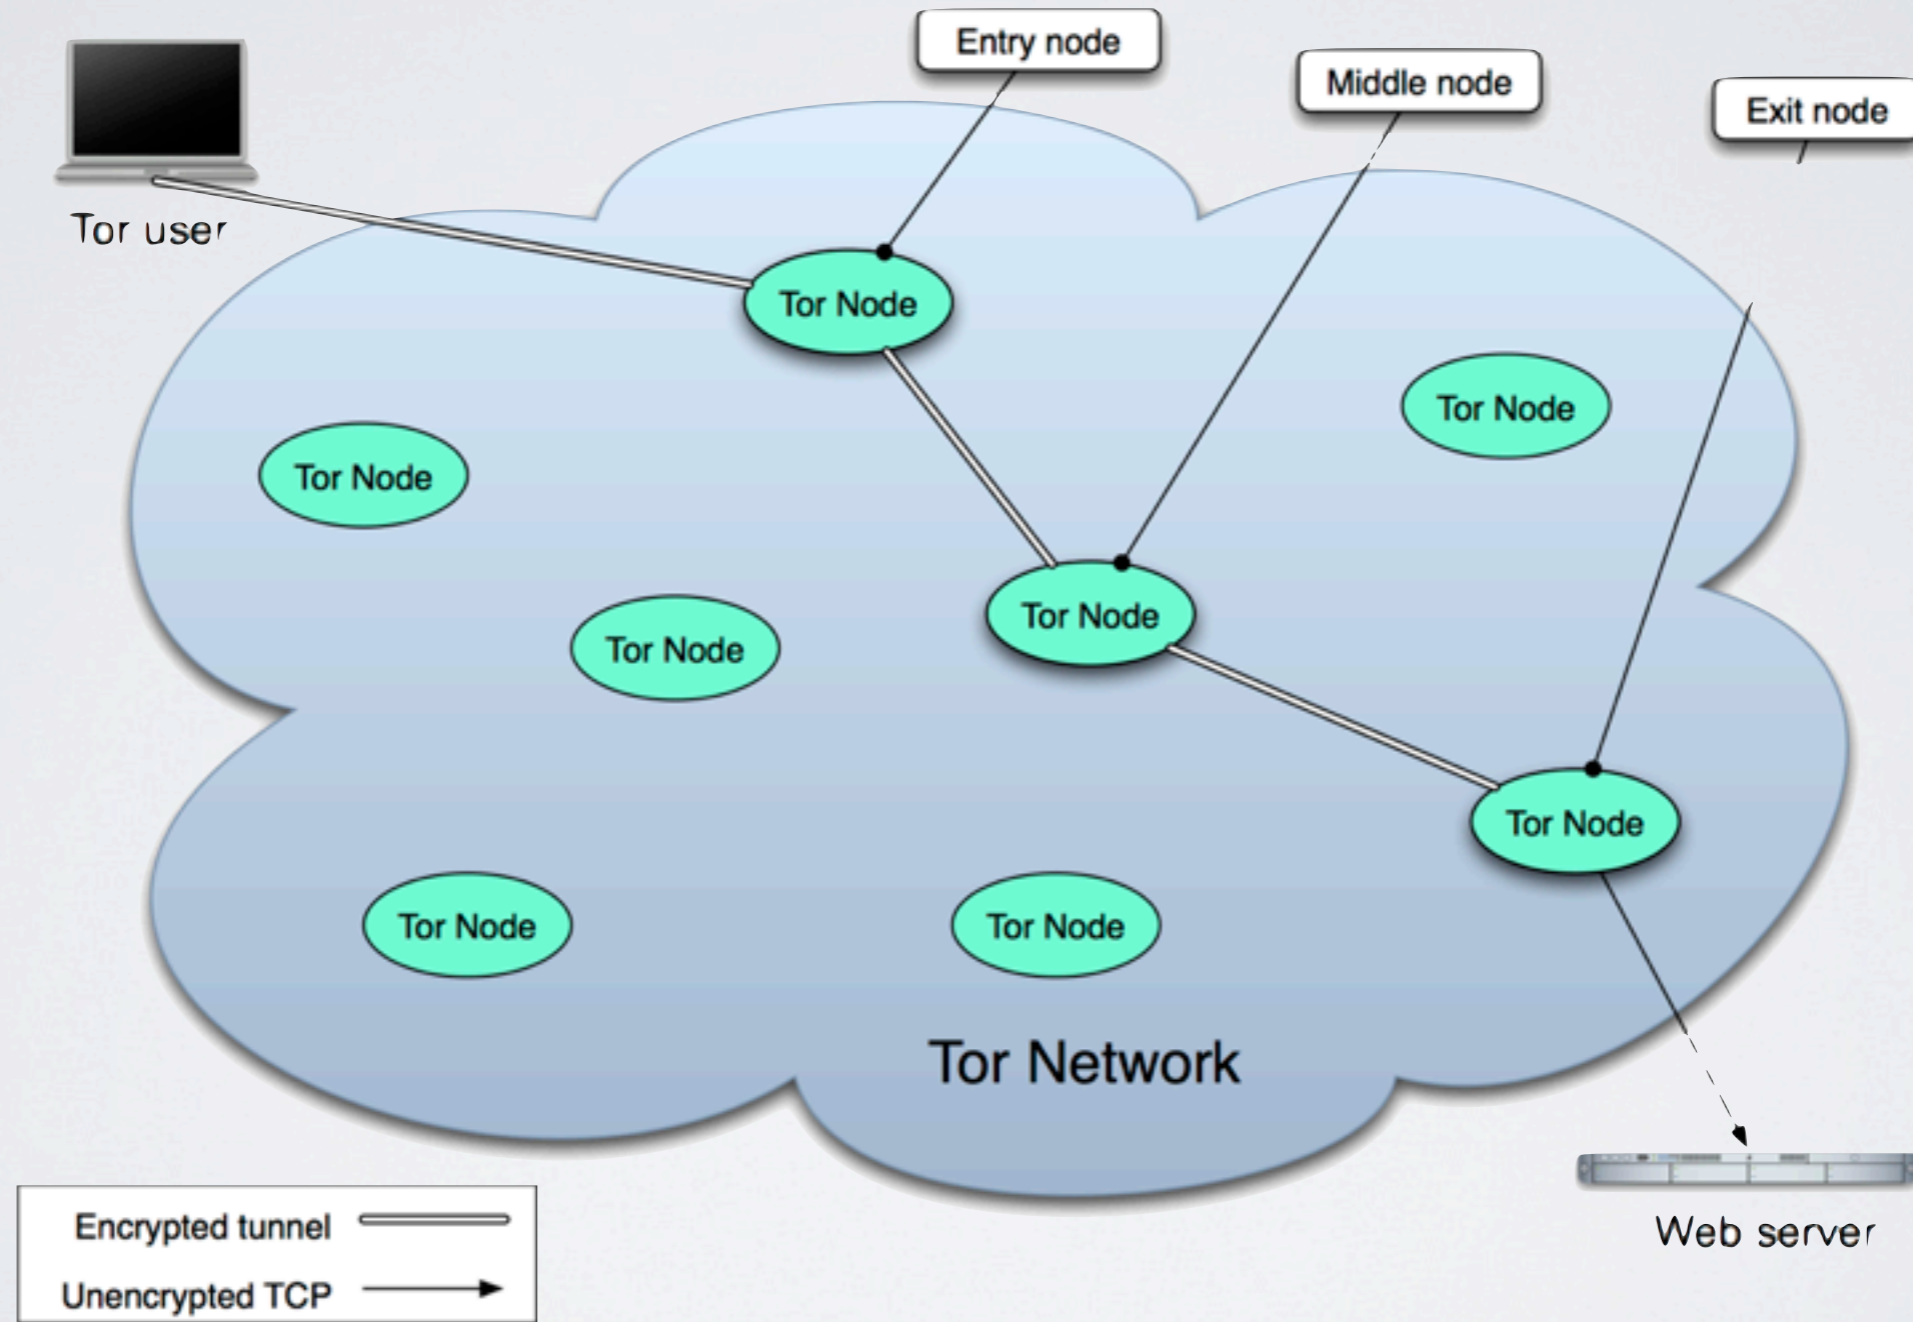 Entry node
Middle node
Exit node
Tor user
Tor Node
Tor Node
Tor Node
Tor Node
Tor Node
Tor Node
Tor Node
Tor Node
Tor Network
Encrypted tunnel
Unencrypted TCP
Web server